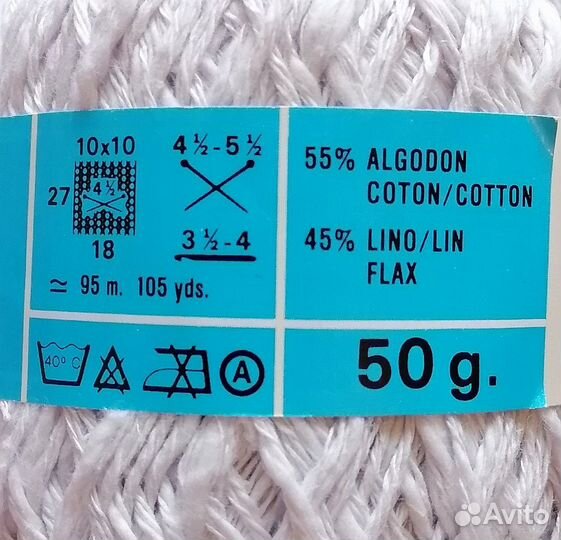 10x10
27
4 ½
18
4 ½ - 5 ½
3 ½ - 4
≃ 95 m. 105 yds.
55% ALGODON
COTON/COTTON
45% LINO/LIN
FLAX
40° C
A
50 g.
Avito